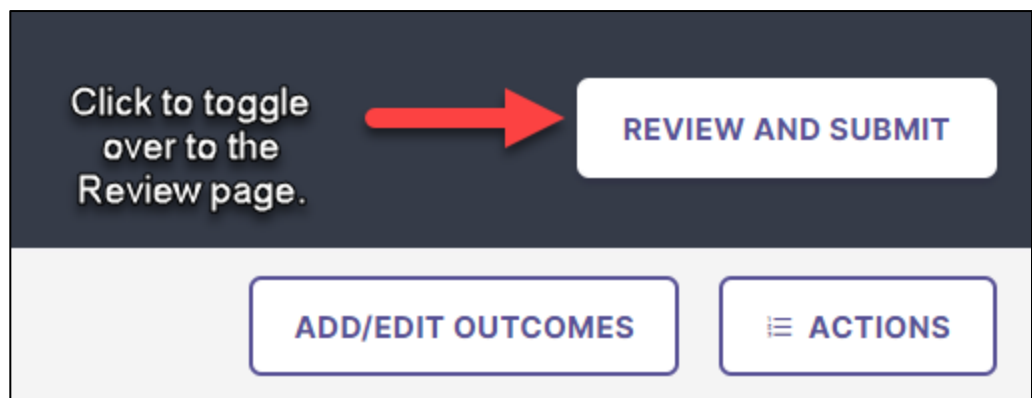 Click to toggle
over to the
Review page.
REVIEW AND SUBMIT
ADD/EDIT OUTCOMES
ACTIONS